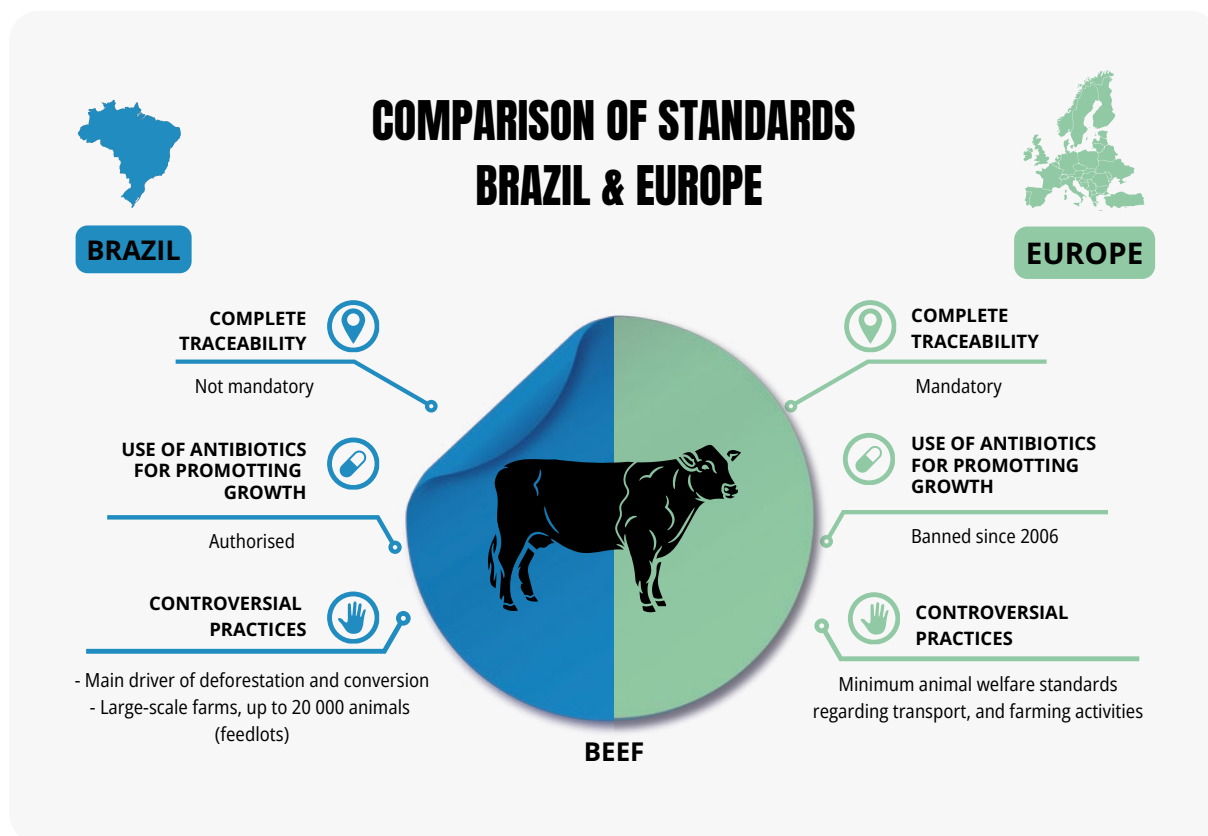 COMPARISON OF STANDARDS
BRAZIL & EUROPE
BRAZIL
COMPLETE
TRACEABILITY
Not mandatory
USE OF ANTIBIOTICS
FOR PROMOTTING
GROWTH
Authorised
CONTROVERSIAL
PRACTICES
- Main driver of deforestation and conversion
- Large-scale farms, up to 20 000 animals
(feedlots)
EUROPE
COMPLETE
TRACEABILITY
Mandatory
USE OF ANTIBIOTICS
FOR PROMOTTING
GROWTH
Banned since 2006
CONTROVERSIAL
PRACTICES
Minimum animal welfare standards
regarding transport, and farming activities
BEEF